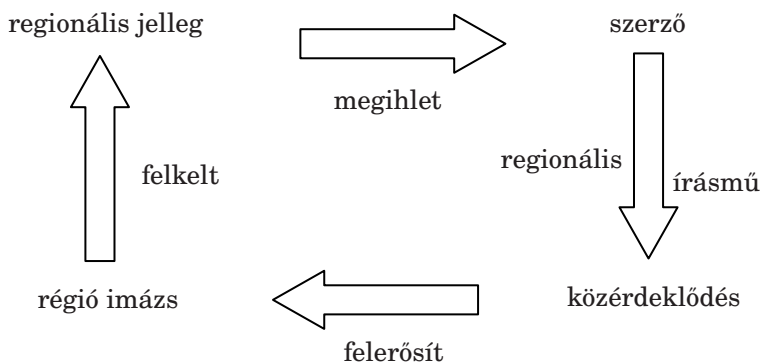 regionális jelleg
szerző
megihlet
regionális
írásmű
felkelt
régió imázs
közérdeklődés
felerősít